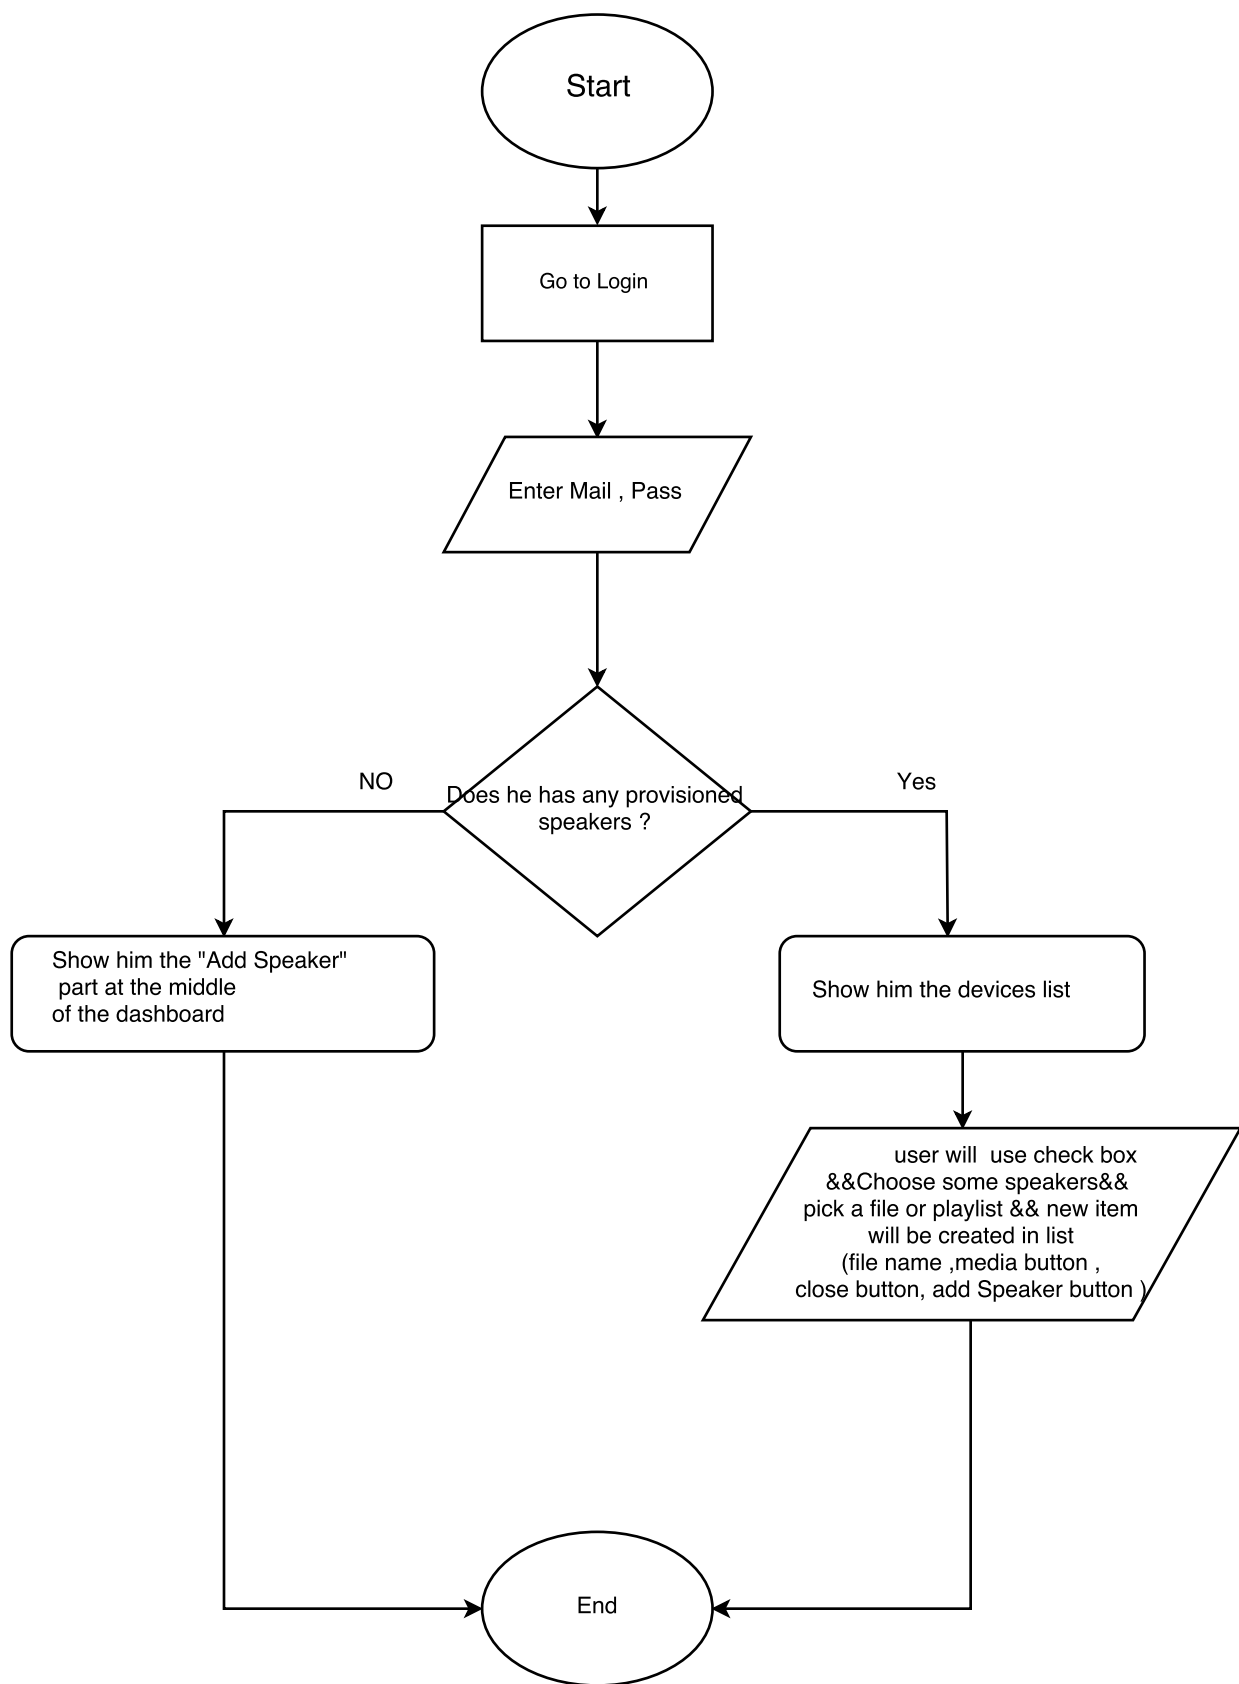 Start
Go to Login
Enter Mail , Pass
NO
Yes
Does he has any provisioned
speakers ?
Show him the "Add Speaker"
part at the middle
of the dashboard
Show him the devices list
user will  use check box
&&Choose some speakers&&
pick a file or playlist && new item
will be created in list
(file name ,media button ,
close button, add Speaker button )
End